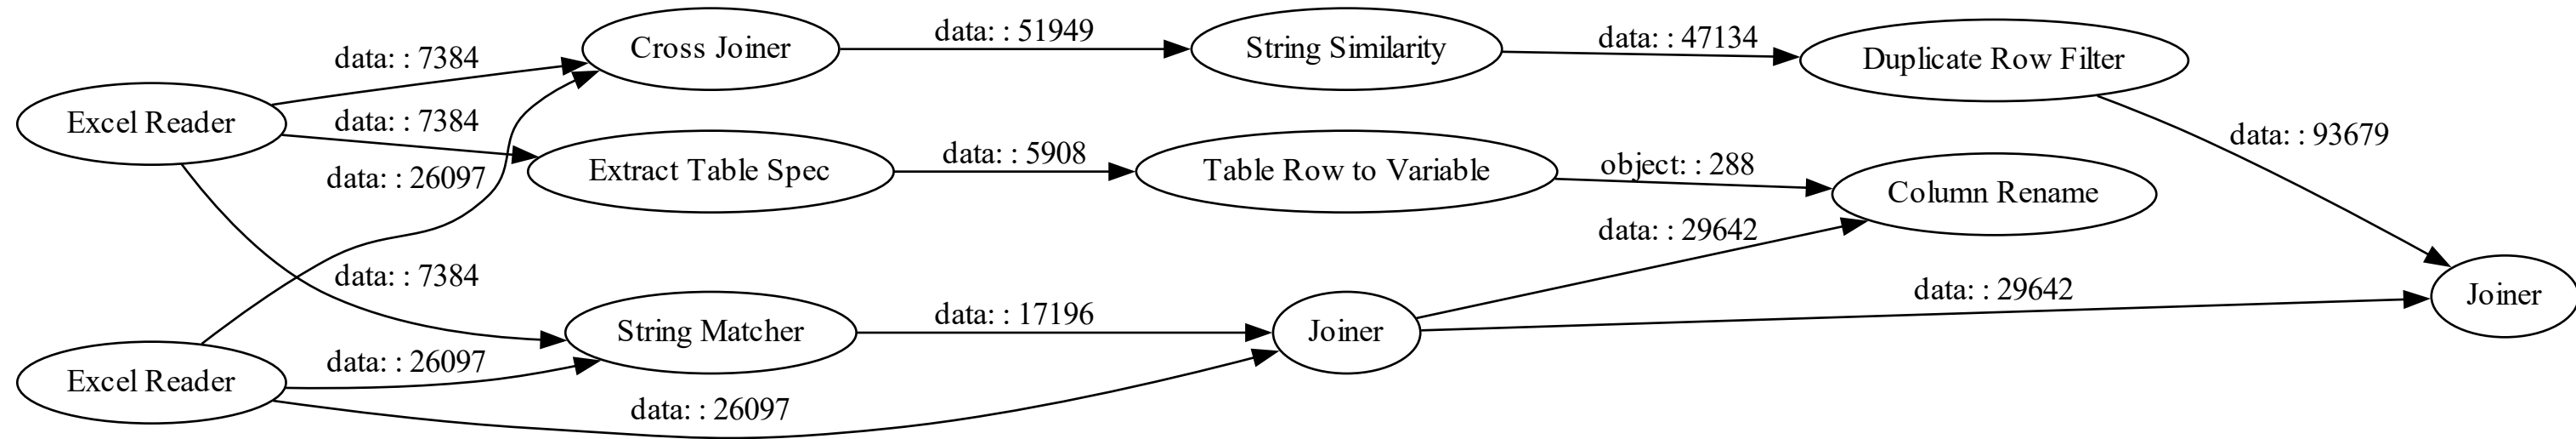 Cross Joiner
data: : 51949
String Similarity
data: : 47134
Duplicate Row Filter
data: : 7384
Excel Reader
data: : 7384
data: : 93679
Extract Table Spec
data: : 5908
Table Row to Variable
object: : 288
Column Rename
data: : 26097
data: : 29642
data: : 7384
data: : 29642
Joiner
String Matcher
data: : 17196
Joiner
Excel Reader
data: : 26097
data: : 26097